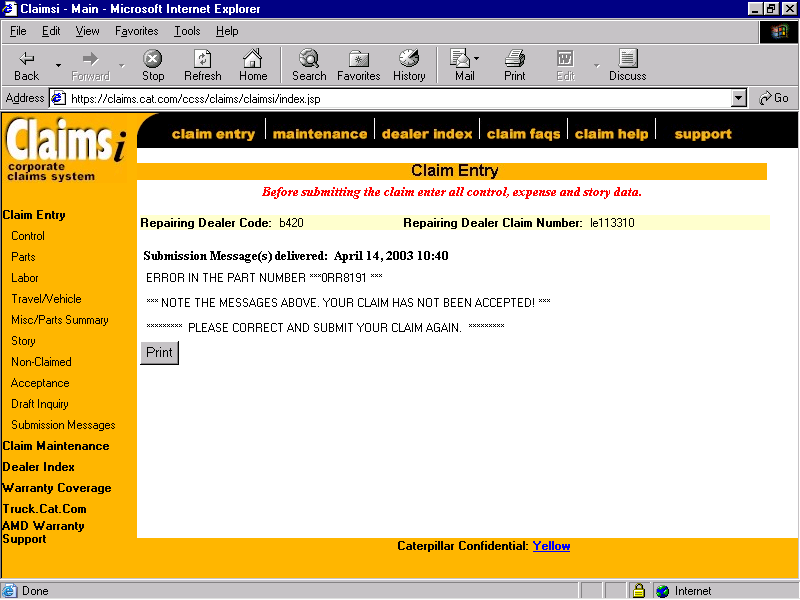 Claimsi - Main - Microsoft Internet Explorer
File Edit View Favorites Tools Help
Back Forward Stop Refresh Home Search Favorites History Mail Print Edit Discuss
Address https://claims.cat.com/ccss/claims/claimsi/index.jsp Go
Claimsi
corporate
claims system
claim entry maintenance dealer index claim faqs claim help support
Claim Entry
Before submitting the claim enter all control, expense and story data.
Repairing Dealer Code: b420 Repairing Dealer Claim Number: le113310
Submission Message(s) delivered: April 14, 2003 10:40
ERROR IN THE PART NUMBER ***0RR8191 ***
*** NOTE THE MESSAGES ABOVE. YOUR CLAIM HAS NOT BEEN ACCEPTED! ***
********* PLEASE CORRECT AND SUBMIT YOUR CLAIM AGAIN. *********
Print
Claim Entry
Control
Parts
Labor
Travel/Vehicle
Misc/Parts Summary
Story
Non-Claimed
Acceptance
Draft Inquiry
Submission Messages
Claim Maintenance
Dealer Index
Warranty Coverage
Truck.Cat.Com
AMD Warranty
Support
Caterpillar Confidential: Yellow
Done Internet